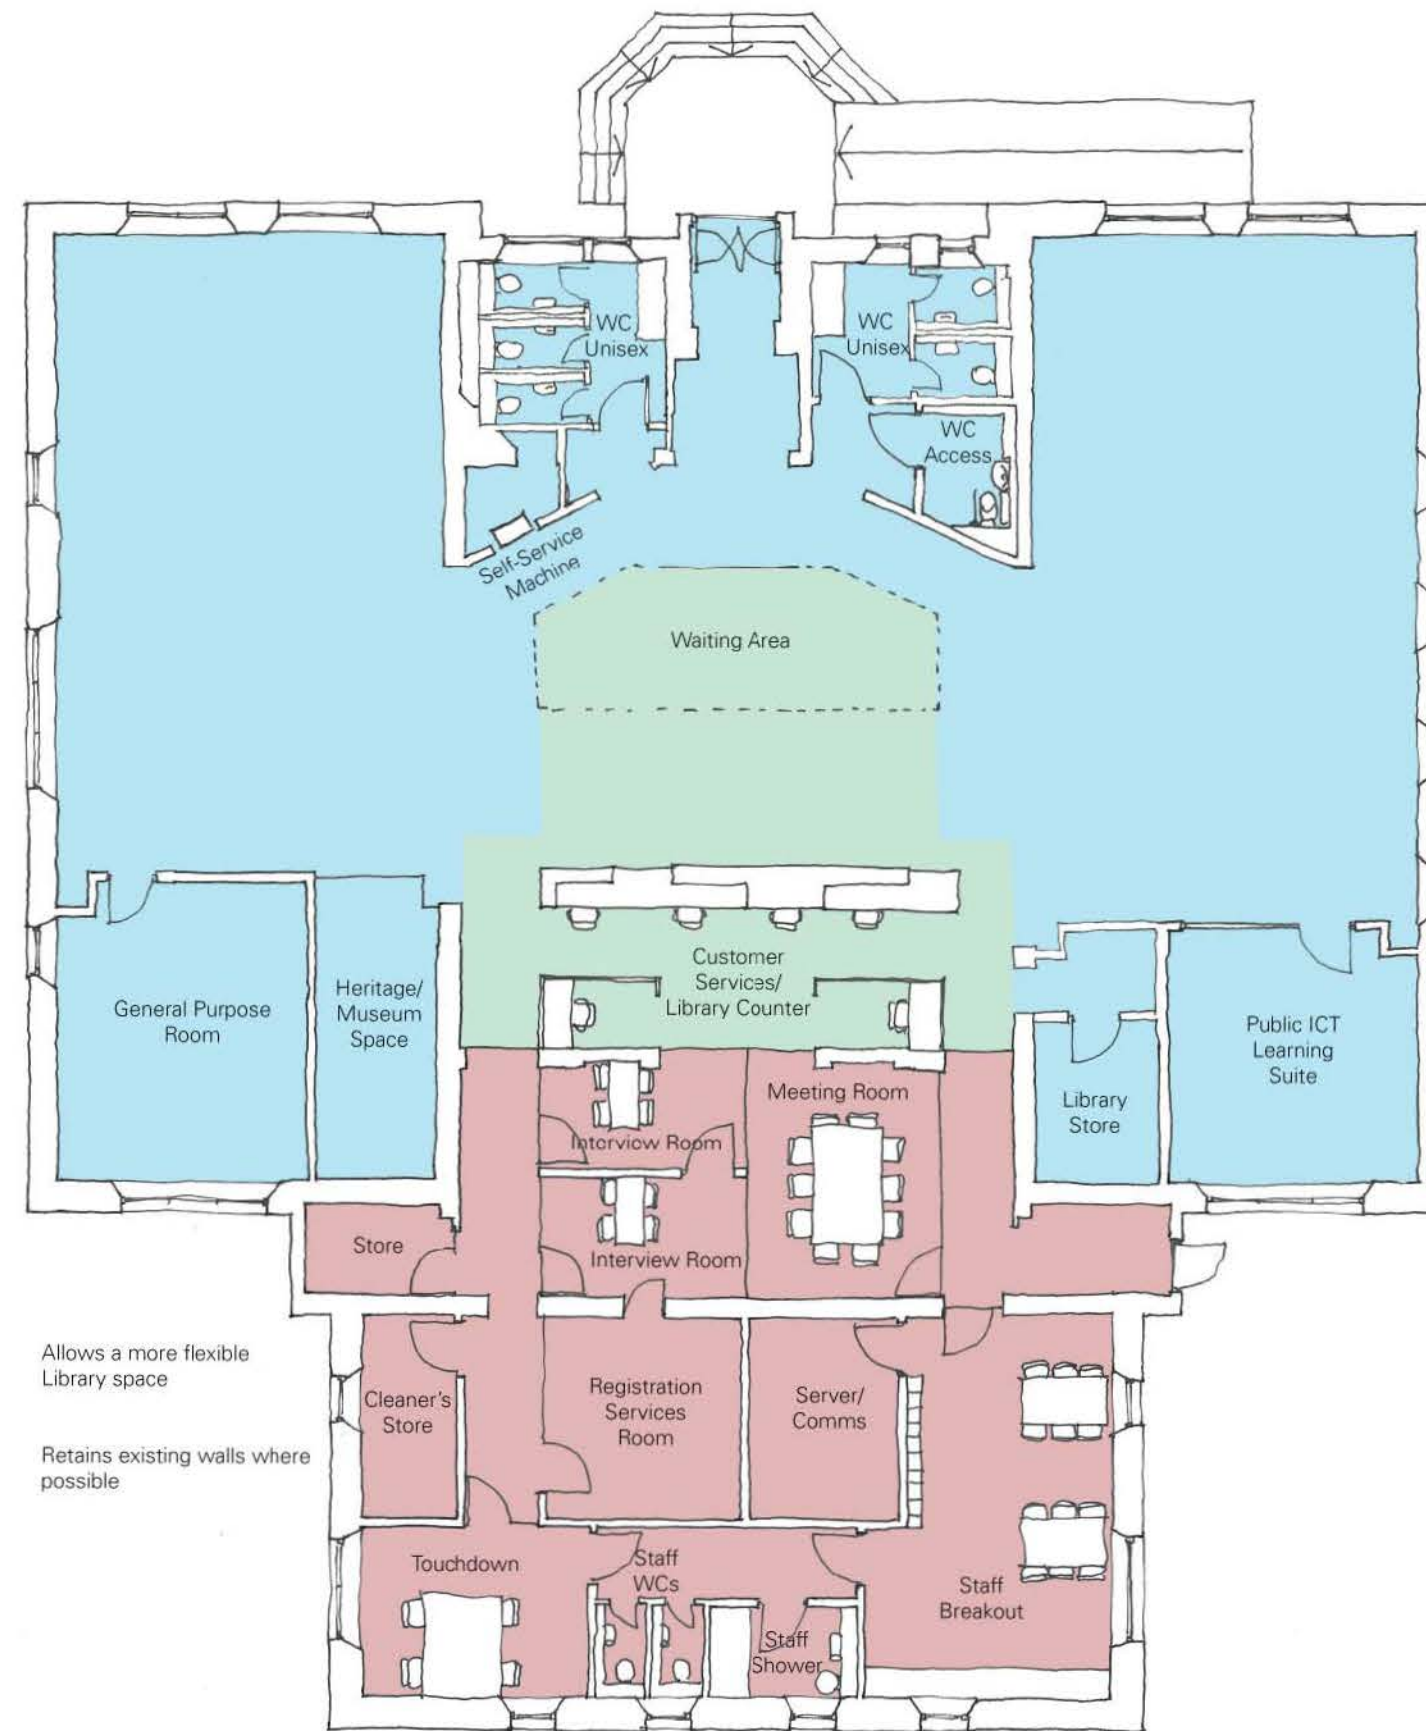 WC
Unisex
WC
Unisex
WC
Access
Self-Service
Machine
Waiting Area
Customer
Services/
Library Counter
General Purpose
Room
Heritage/
Museum
Space
Public ICT
Learning
Suite
Library
Store
Meeting Room
Interview Room
Interview Room
Store
Allows a more flexible
Library space
Retains existing walls where
possible
Cleaner's
Store
Registration
Services
Room
Server/
Comms
Touchdown
Staff
WCs
Staff
Shower
Staff
Breakout